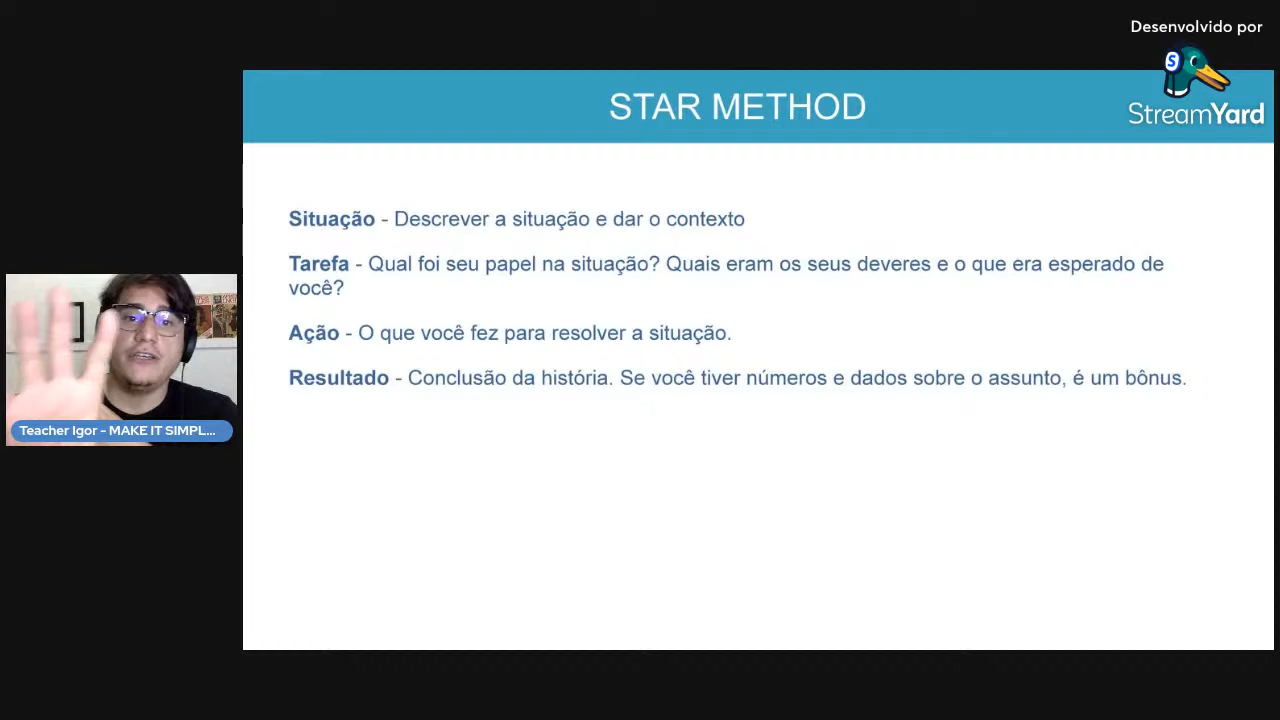 Desenvolvido por
StreamYard
STAR METHOD
Situação - Descrever a situação e dar o contexto
Tarefa - Qual foi seu papel na situação? Quais eram os seus deveres e o que era esperado de
você?
Ação - O que você fez para resolver a situação.
Resultado - Conclusão da história. Se você tiver números e dados sobre o assunto, é um bônus.
Teacher Igor - MAKE IT SIMPL...